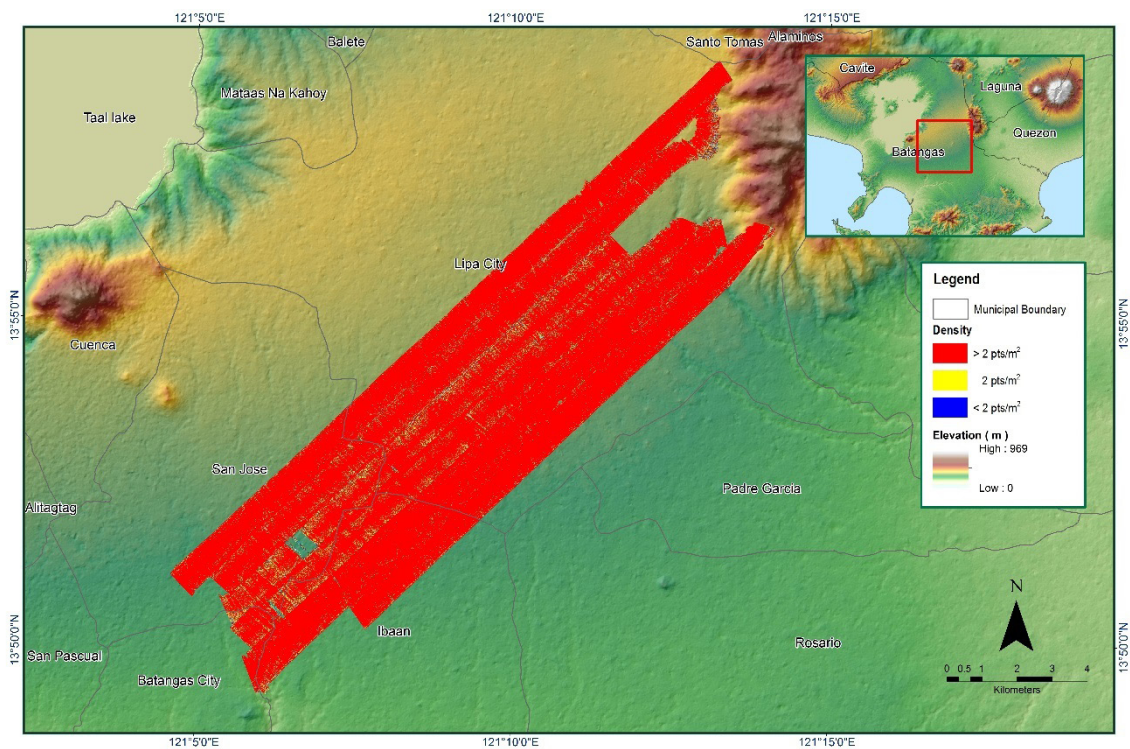 121°5'0"E
121°10'0"E
121°15'0"E
Balete
Santo Tomas
Alaminos
Mataas Na Kahoy
Taal lake
Cavite
Laguna
Quezon
Batangas
Lipa City
13°55'0"N
13°55'0"N
Cuenca
Legend
Municipal Boundary
Density
> 2 pts/m²
2 pts/m²
< 2 pts/m²
Elevation ( m )
High : 969
Low : 0
San Jose
Padre Garcia
Alitagtag
N
Ibaan
Rosario
13°50'0"N
13°50'0"N
San Pascual
Batangas City
0 0.5 1 2 3 4
Kilometers
121°5'0"E
121°10'0"E
121°15'0"E